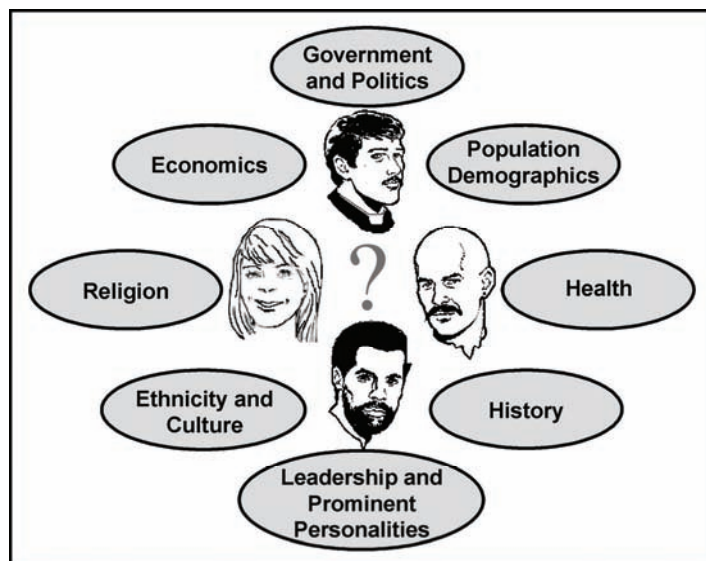 Government
and Politics
Economics
Population
Demographics
Religion
?
Health
Ethnicity and
Culture
History
Leadership and
Prominent
Personalities